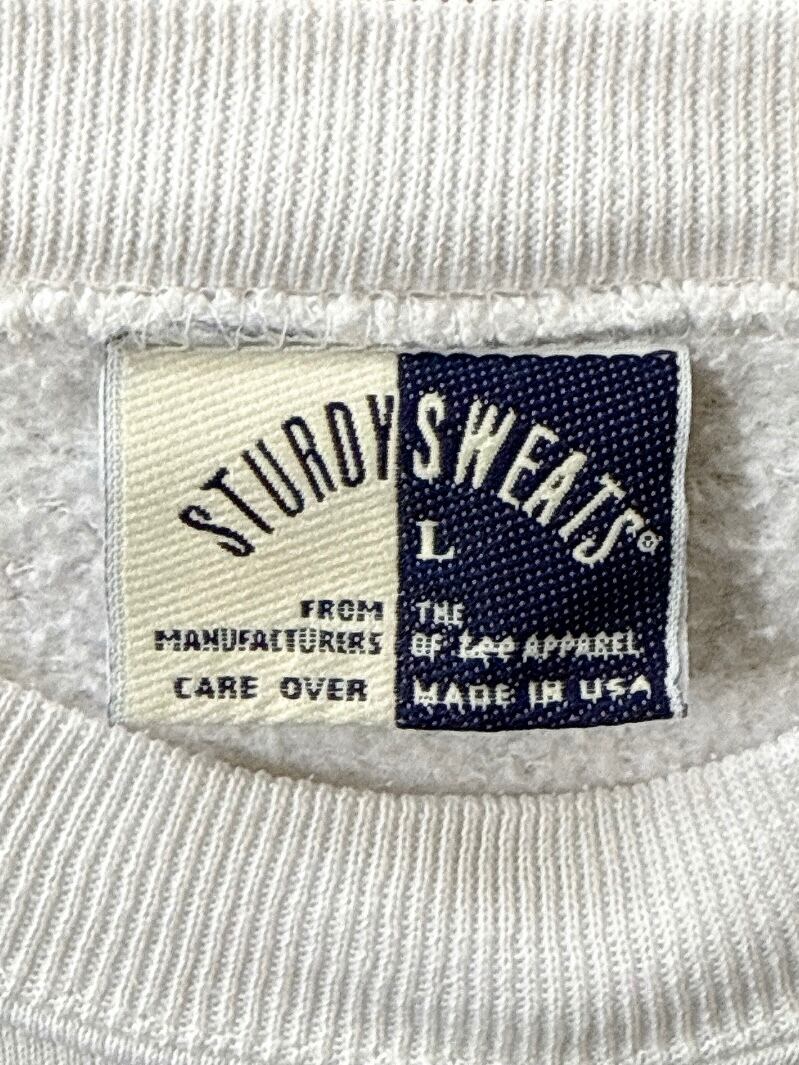 STURDY SWEATS®
L
FROM THE
MANUFACTURERS OF Lee APPAREL
CARE OVER MADE IN USA